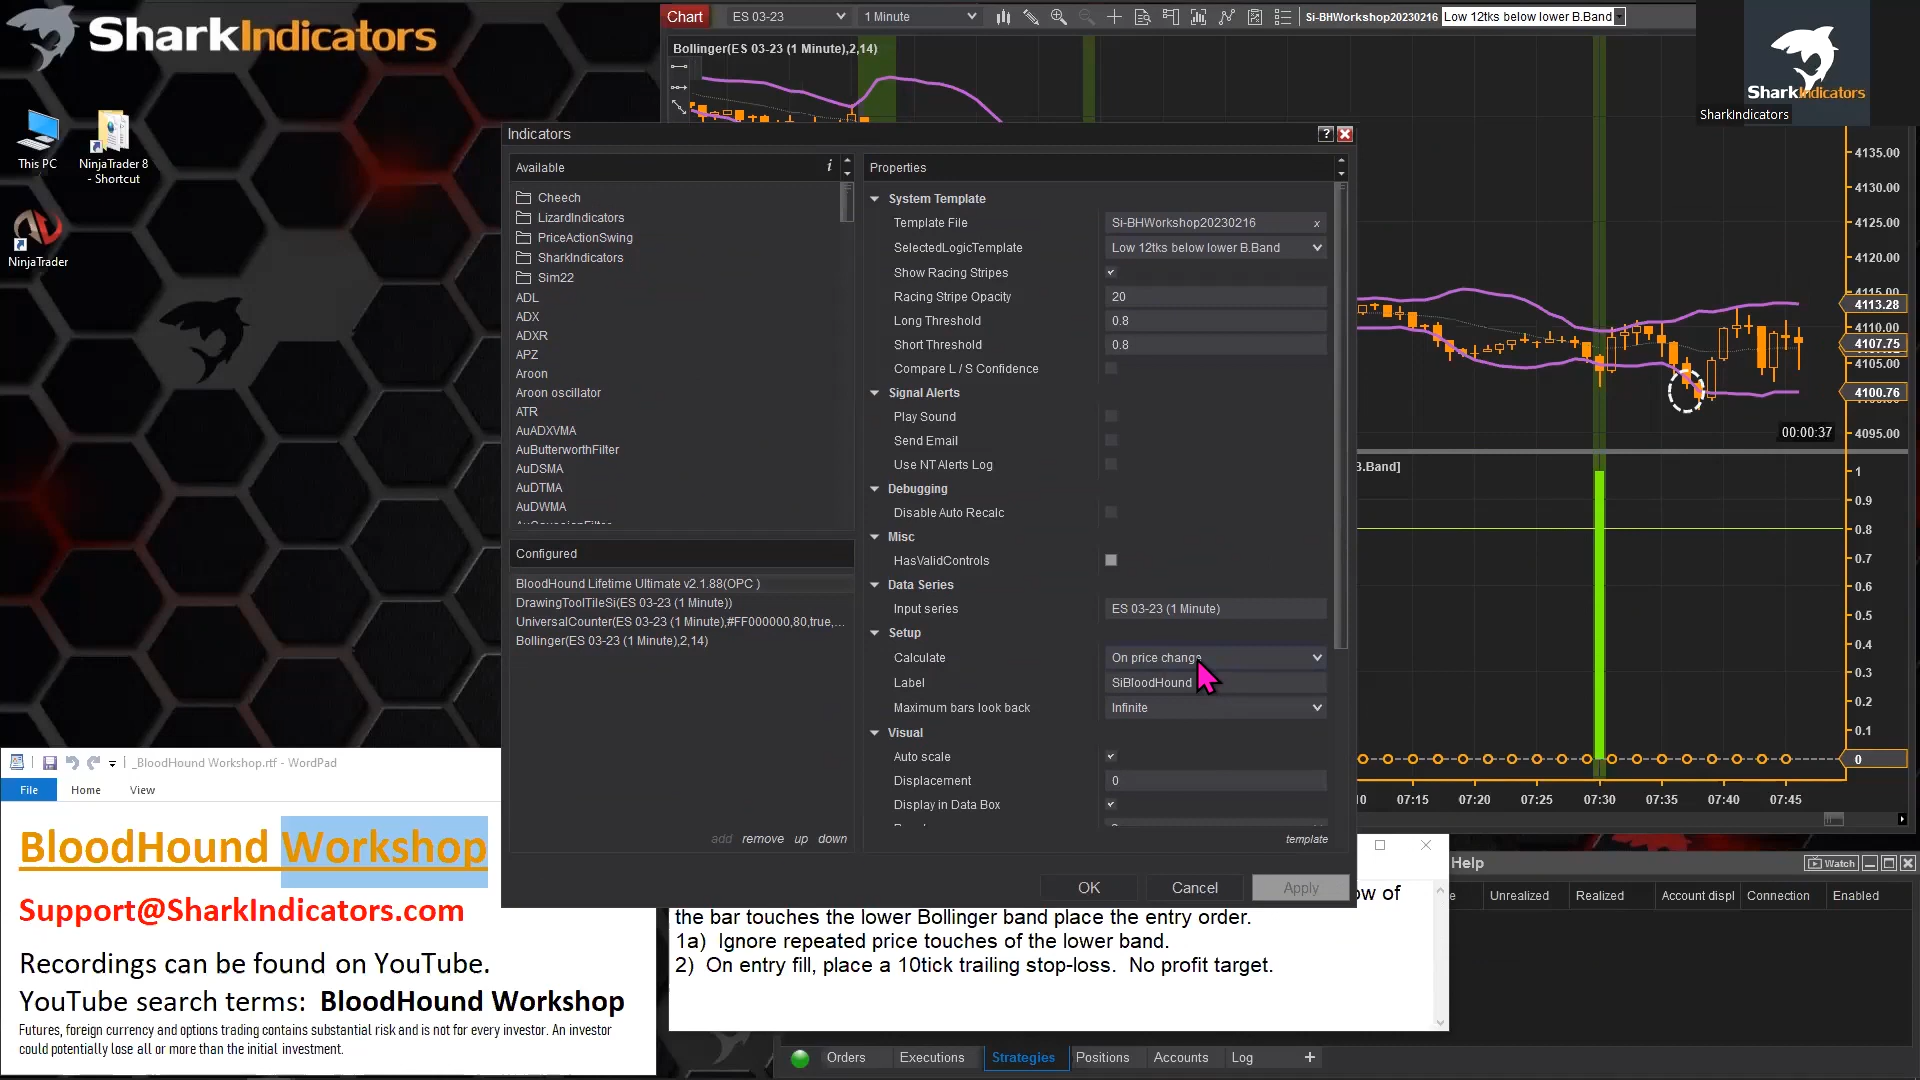 SharkIndicators
This PC
NinjaTrader 8
- Shortcut
NinjaTrader
Chart
ES 03-23
1 Minute
Si-BHWorkshop20230216
Low 12tks below lower B.Band
SharkIndicators
SharkIndicators
Bollinger(ES 03-23 (1 Minute),2,14)
Indicators
?
Available
i
Cheech
LizardIndicators
PriceActionSwing
SharkIndicators
Sim22
ADL
ADX
ADXR
APZ
Aroon
Aroon oscillator
ATR
AuADXVMA
AuButterworthFilter
AuDSMA
AuDTMA
AuDWMA
AuGaussianFilter
Configured
BloodHound Lifetime Ultimate v2.1.88(OPC )
DrawingToolTileSi(ES 03-23 (1 Minute))
UniversalCounter(ES 03-23 (1 Minute),#FF000000,80,true,...
Bollinger(ES 03-23 (1 Minute),2,14)
add remove up down
Properties
System Template
Template File Si-BHWorkshop20230216 x
SelectedLogicTemplate Low 12tks below lower B.Band
Show Racing Stripes
Racing Stripe Opacity 20
Long Threshold 0.8
Short Threshold 0.8
Compare L / S Confidence
Signal Alerts
Play Sound
Send Email
Use NT Alerts Log
Debugging
Disable Auto Recalc
Misc
HasValidControls
Data Series
Input series ES 03-23 (1 Minute)
Setup
Calculate On price change
Label SiBloodHound
Maximum bars look back Infinite
Visual
Auto scale
Displacement 0
Display in Data Box
template
OK Cancel Apply
4135.00
4130.00
4125.00
4120.00
4115.00
4113.28
4110.00
4107.75
4105.00
4100.76
4095.00
00:00:37
B.Band]
1
0.9
0.8
0.7
0.6
0.5
0.4
0.3
0.2
0.1
0
10 07:15 07:20 07:25 07:30 07:35 07:40 07:45
_BloodHound Workshop.rtf - WordPad
File Home View
BloodHound Workshop
Support@SharkIndicators.com
Recordings can be found on YouTube.
YouTube search terms: BloodHound Workshop
Futures, foreign currency and options trading contains substantial risk and is not for every investor. An investor
could potentially lose all or more than the initial investment.
ow of
the bar touches the lower Bollinger band place the entry order.
1a) Ignore repeated price touches of the lower band.
2) On entry fill, place a 10tick trailing stop-loss. No profit target.
Help
Watch
e Unrealized Realized Account displ Connection Enabled
Orders Executions Strategies Positions Accounts Log +